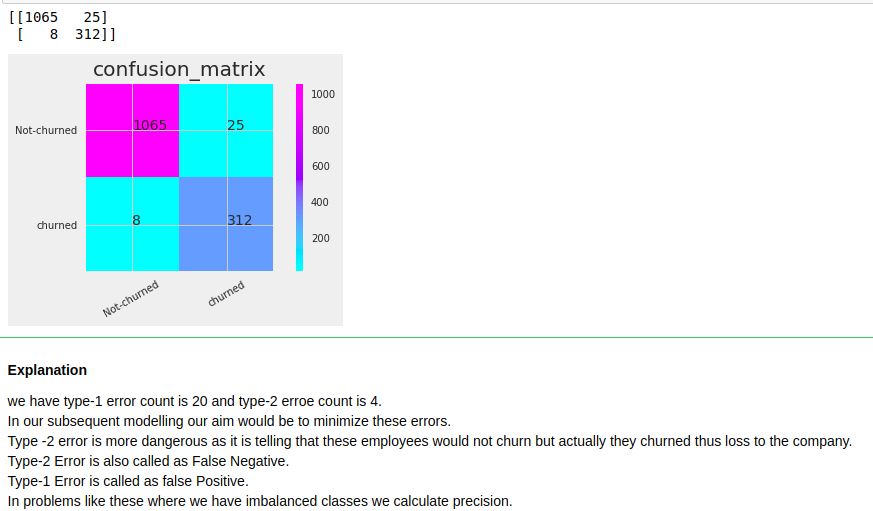 [[1065   25]
 [   8  312]]
confusion_matrix
Not-churned
1065
25
churned
8
312
Not-churned
churned
1000
800
600
400
200
Explanation
we have type-1 error count is 20 and type-2 erroe count is 4.
In our subsequent modelling our aim would be to minimize these errors.
Type -2 error is more dangerous as it is telling that these employees would not churn but actually they churned thus loss to the company.
Type-2 Error is also called as False Negative.
Type-1 Error is called as false Positive.
In problems like these where we have imbalanced classes we calculate precision.